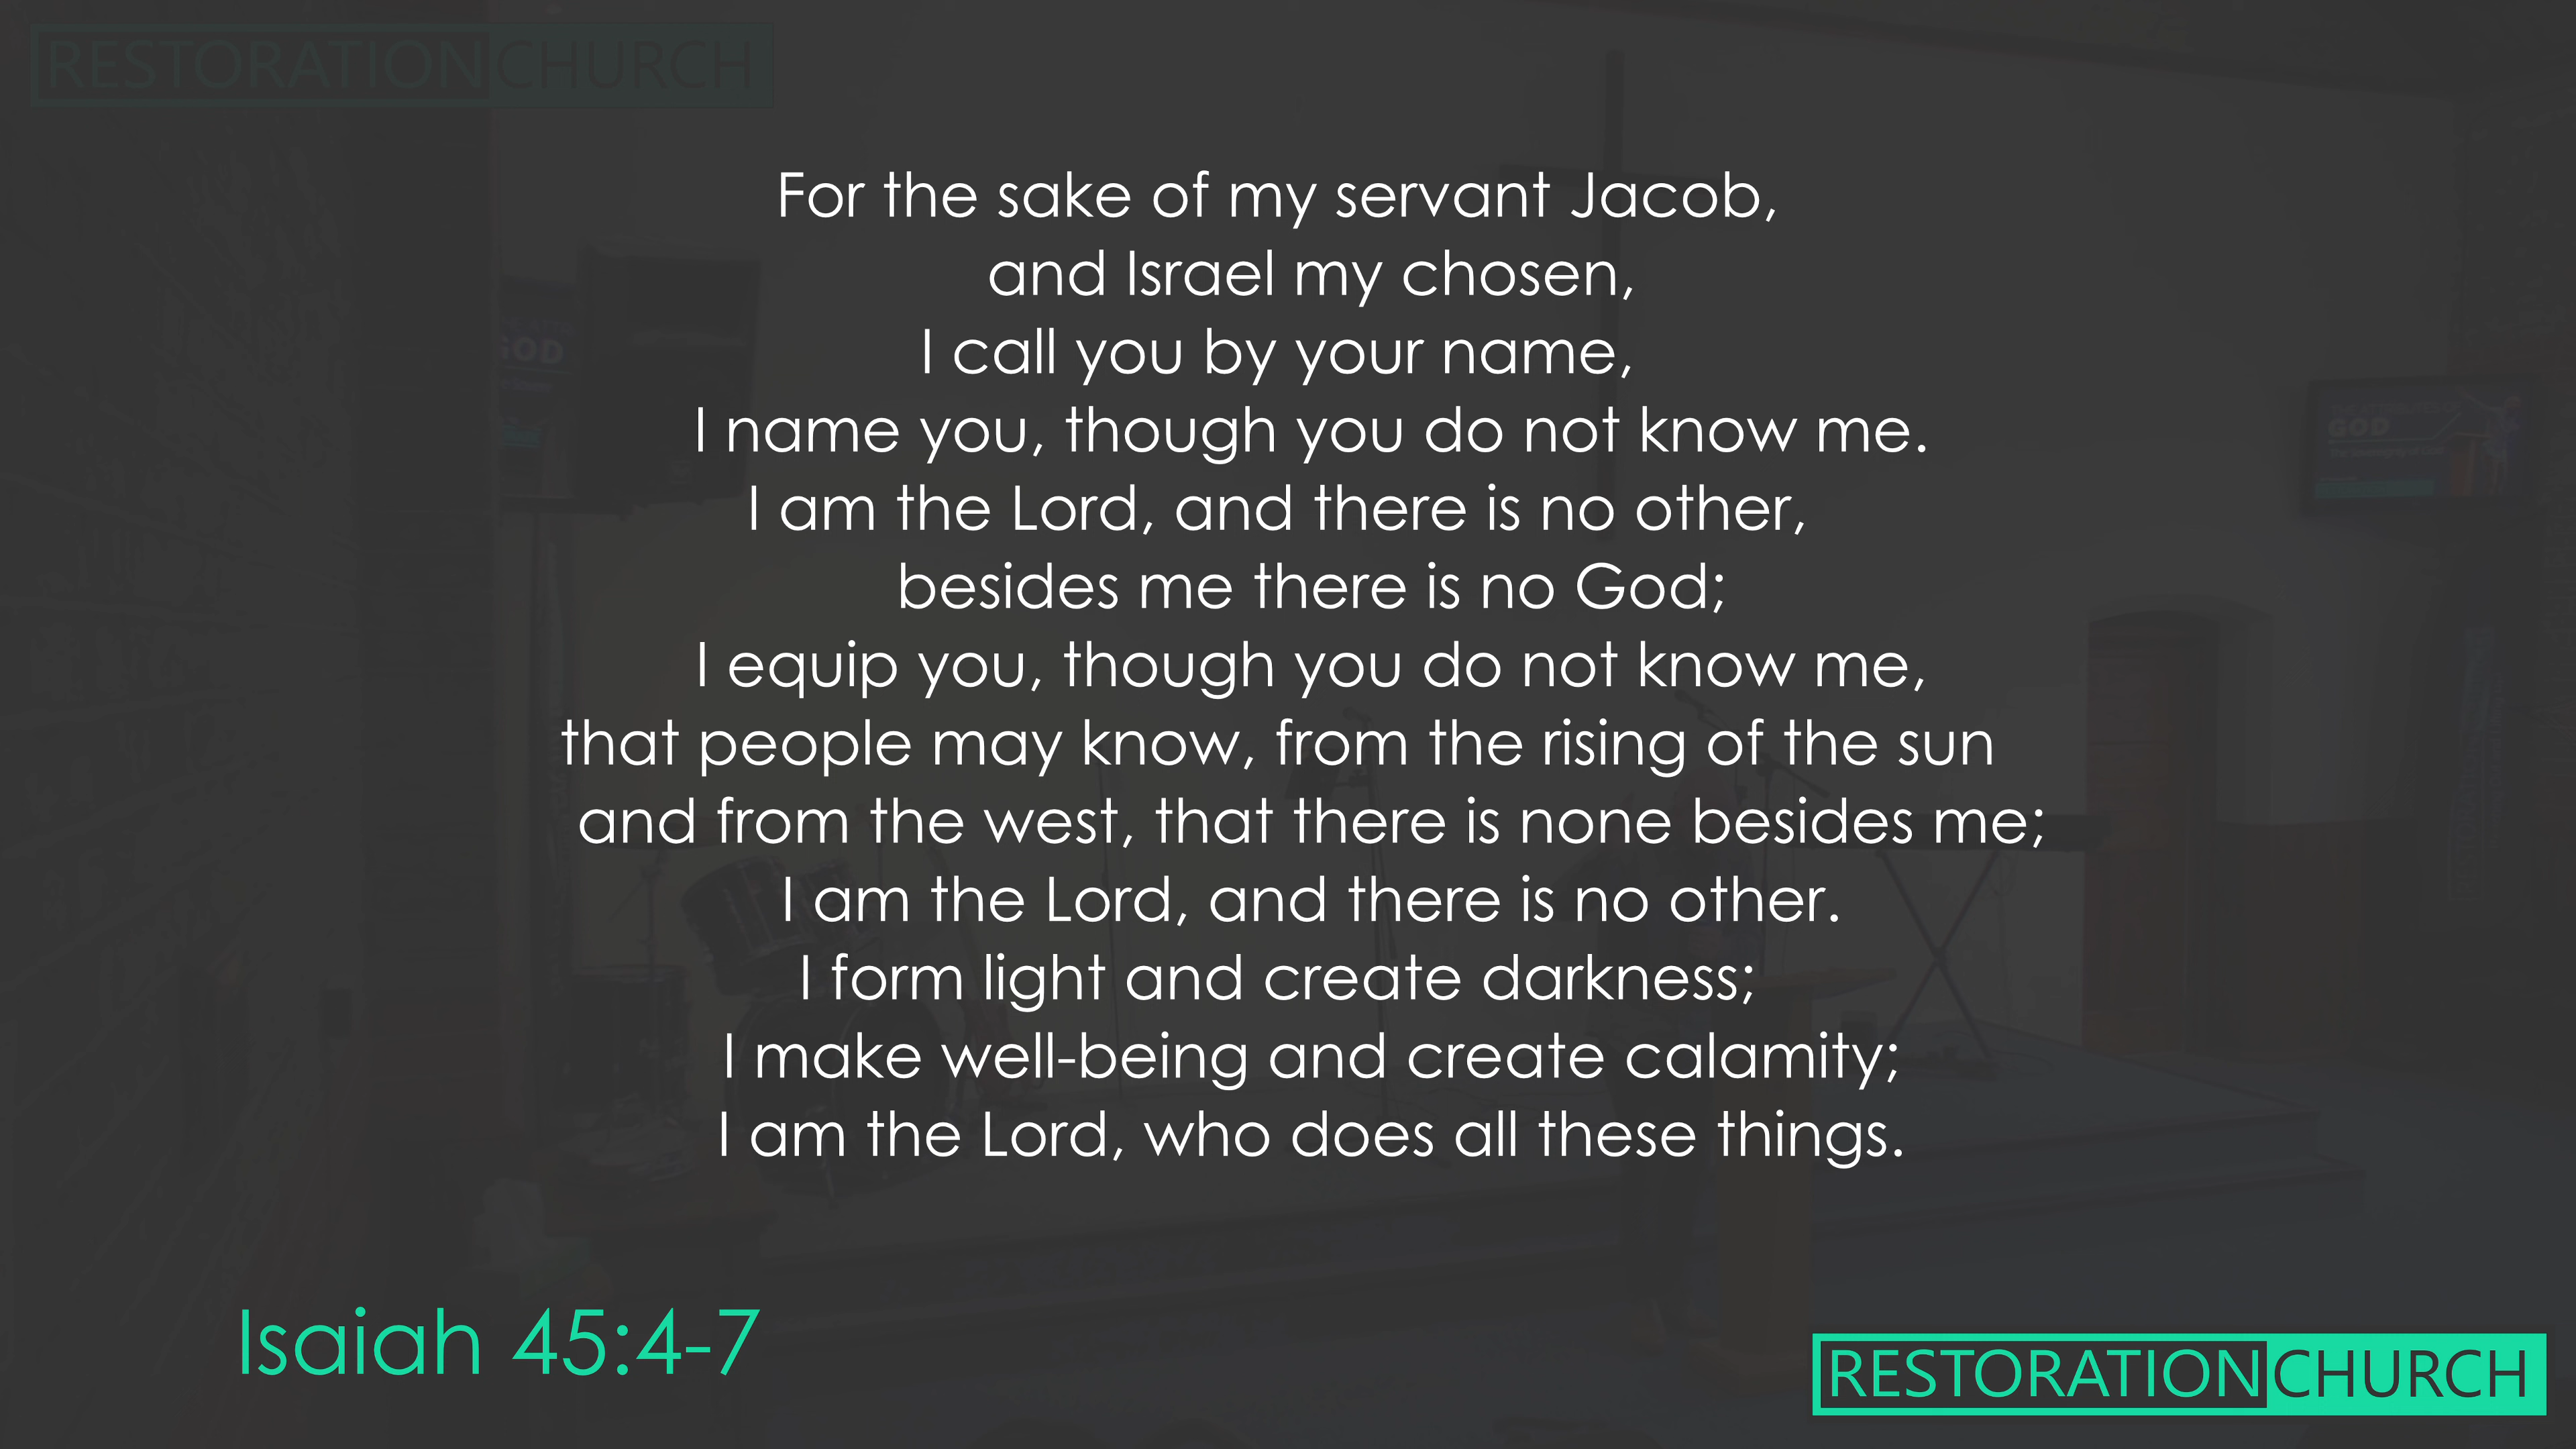 RESTORATIONCHURCH
For the sake of my servant Jacob,
and Israel my chosen,
I call you by your name,
I name you, though you do not know me.
I am the Lord, and there is no other,
besides me there is no God;
I equip you, though you do not know me,
that people may know, from the rising of the sun
and from the west, that there is none besides me;
I am the Lord, and there is no other.
I form light and create darkness;
I make well-being and create calamity;
I am the Lord, who does all these things.
Isaiah 45:4-7
RESTORATIONCHURCH
GOD
GOD